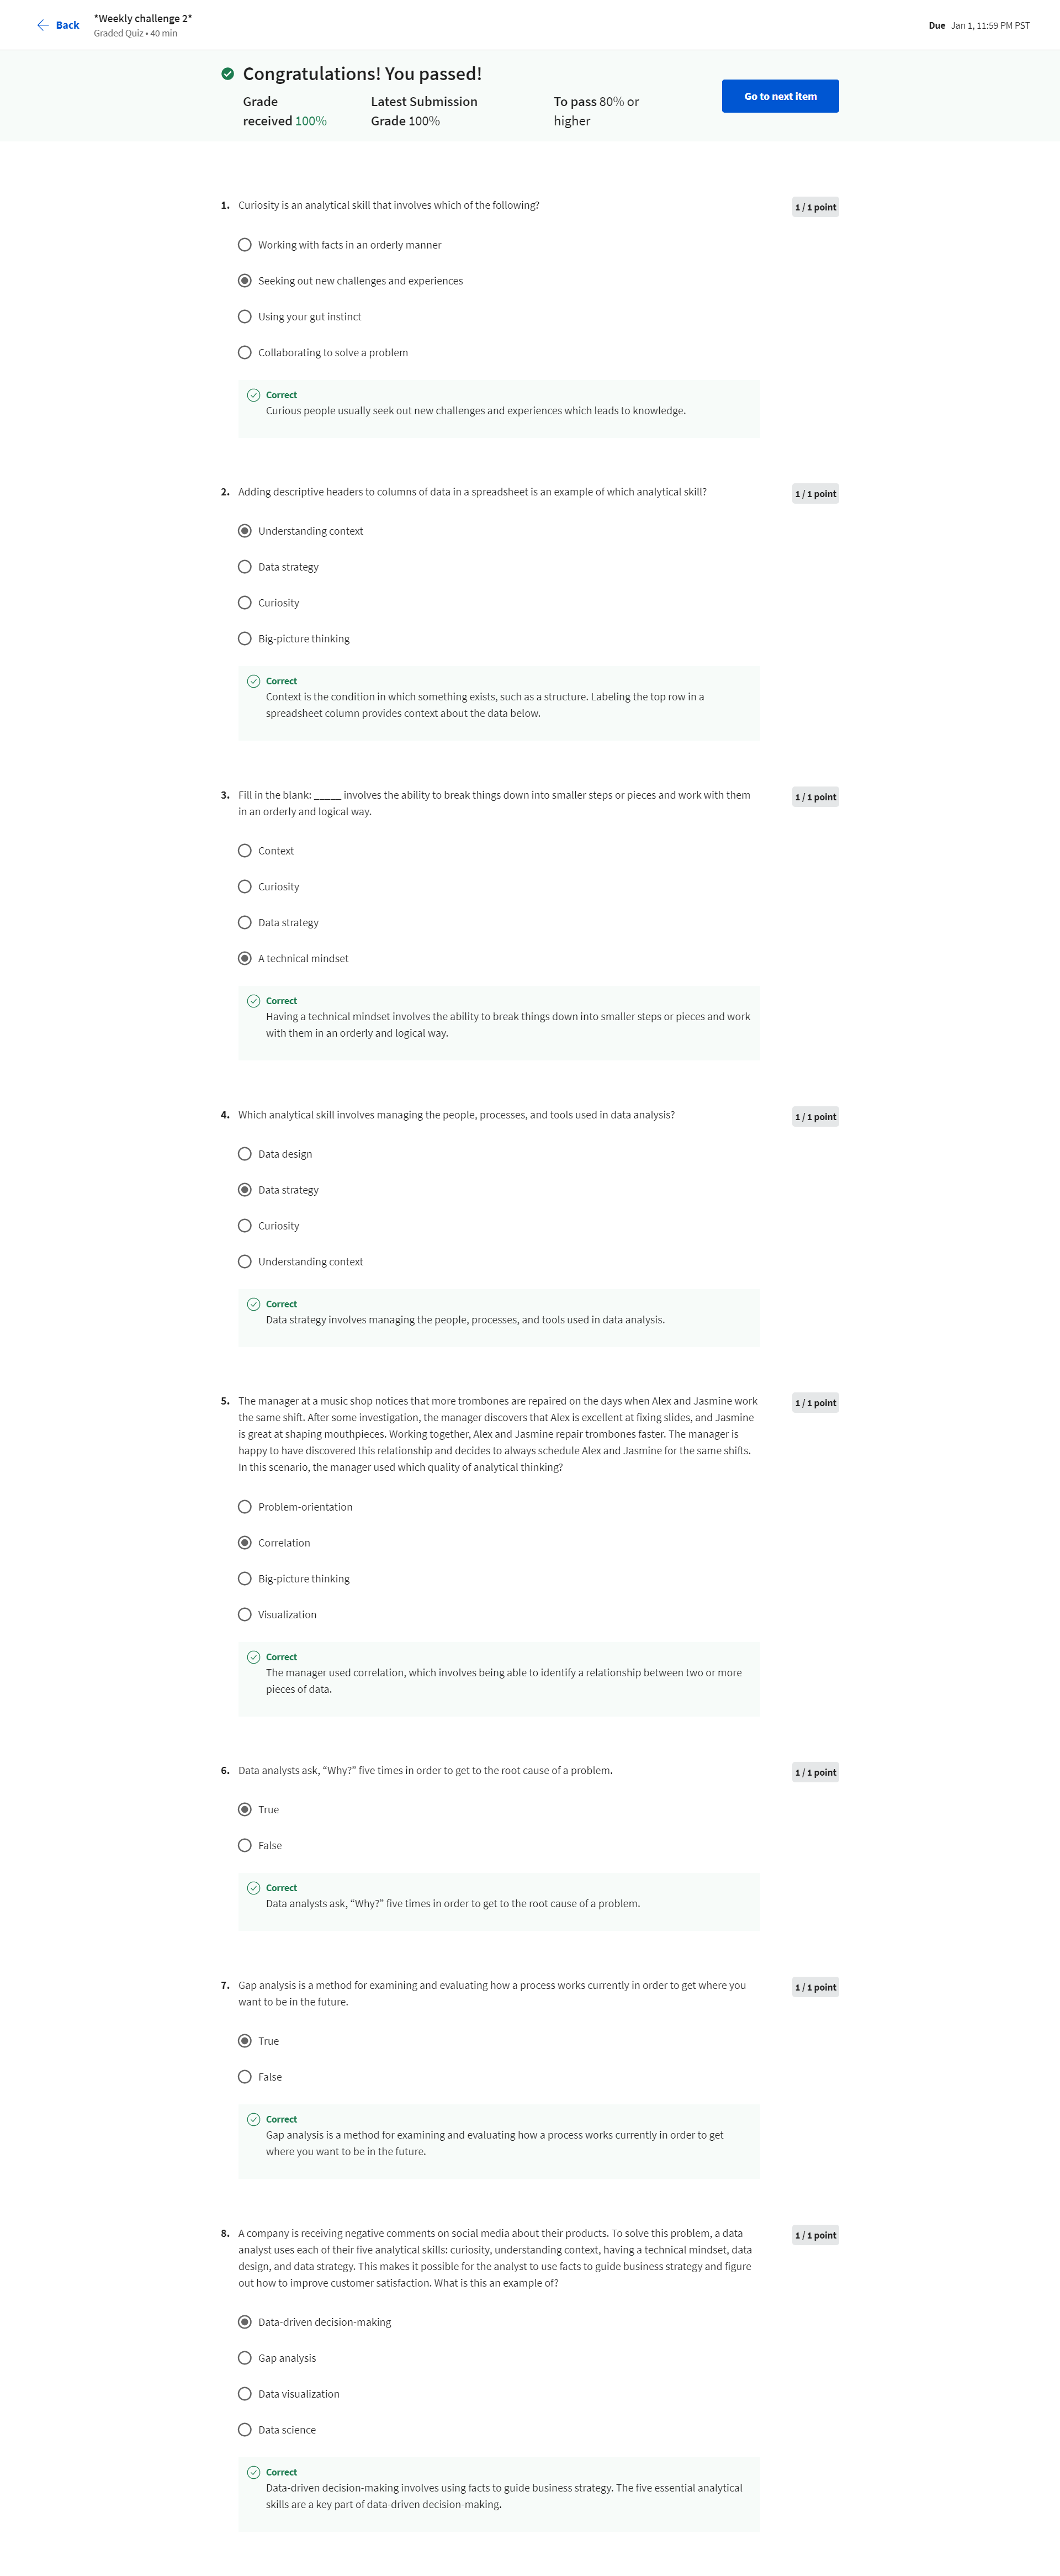 Back
*Weekly challenge 2*
Graded Quiz • 40 min
Due Jan 1, 11:59 PM PST
Congratulations! You passed!
Grade
received 100%
Latest Submission
Grade 100%
To pass 80% or
higher
Go to next item
1. Curiosity is an analytical skill that involves which of the following?
1 / 1 point
Working with facts in an orderly manner
Seeking out new challenges and experiences
Using your gut instinct
Collaborating to solve a problem
Correct
Curious people usually seek out new challenges and experiences which leads to knowledge.
2. Adding descriptive headers to columns of data in a spreadsheet is an example of which analytical skill?
1 / 1 point
Understanding context
Data strategy
Curiosity
Big-picture thinking
Correct
Context is the condition in which something exists, such as a structure. Labeling the top row in a
spreadsheet column provides context about the data below.
3. Fill in the blank: _____ involves the ability to break things down into smaller steps or pieces and work with them
in an orderly and logical way.
1 / 1 point
Context
Curiosity
Data strategy
A technical mindset
Correct
Having a technical mindset involves the ability to break things down into smaller steps or pieces and work
with them in an orderly and logical way.
4. Which analytical skill involves managing the people, processes, and tools used in data analysis?
1 / 1 point
Data design
Data strategy
Curiosity
Understanding context
Correct
Data strategy involves managing the people, processes, and tools used in data analysis.
5. The manager at a music shop notices that more trombones are repaired on the days when Alex and Jasmine work
the same shift. After some investigation, the manager discovers that Alex is excellent at fixing slides, and Jasmine
is great at shaping mouthpieces. Working together, Alex and Jasmine repair trombones faster. The manager is
happy to have discovered this relationship and decides to always schedule Alex and Jasmine for the same shifts.
In this scenario, the manager used which quality of analytical thinking?
1 / 1 point
Problem-orientation
Correlation
Big-picture thinking
Visualization
Correct
The manager used correlation, which involves being able to identify a relationship between two or more
pieces of data.
6. Data analysts ask, “Why?” five times in order to get to the root cause of a problem.
1 / 1 point
True
False
Correct
Data analysts ask, “Why?” five times in order to get to the root cause of a problem.
7. Gap analysis is a method for examining and evaluating how a process works currently in order to get where you
want to be in the future.
1 / 1 point
True
False
Correct
Gap analysis is a method for examining and evaluating how a process works currently in order to get
where you want to be in the future.
8. A company is receiving negative comments on social media about their products. To solve this problem, a data
analyst uses each of their five analytical skills: curiosity, understanding context, having a technical mindset, data
design, and data strategy. This makes it possible for the analyst to use facts to guide business strategy and figure
out how to improve customer satisfaction. What is this an example of?
1 / 1 point
Data-driven decision-making
Gap analysis
Data visualization
Data science
Correct
Data-driven decision-making involves using facts to guide business strategy. The five essential analytical
skills are a key part of data-driven decision-making.